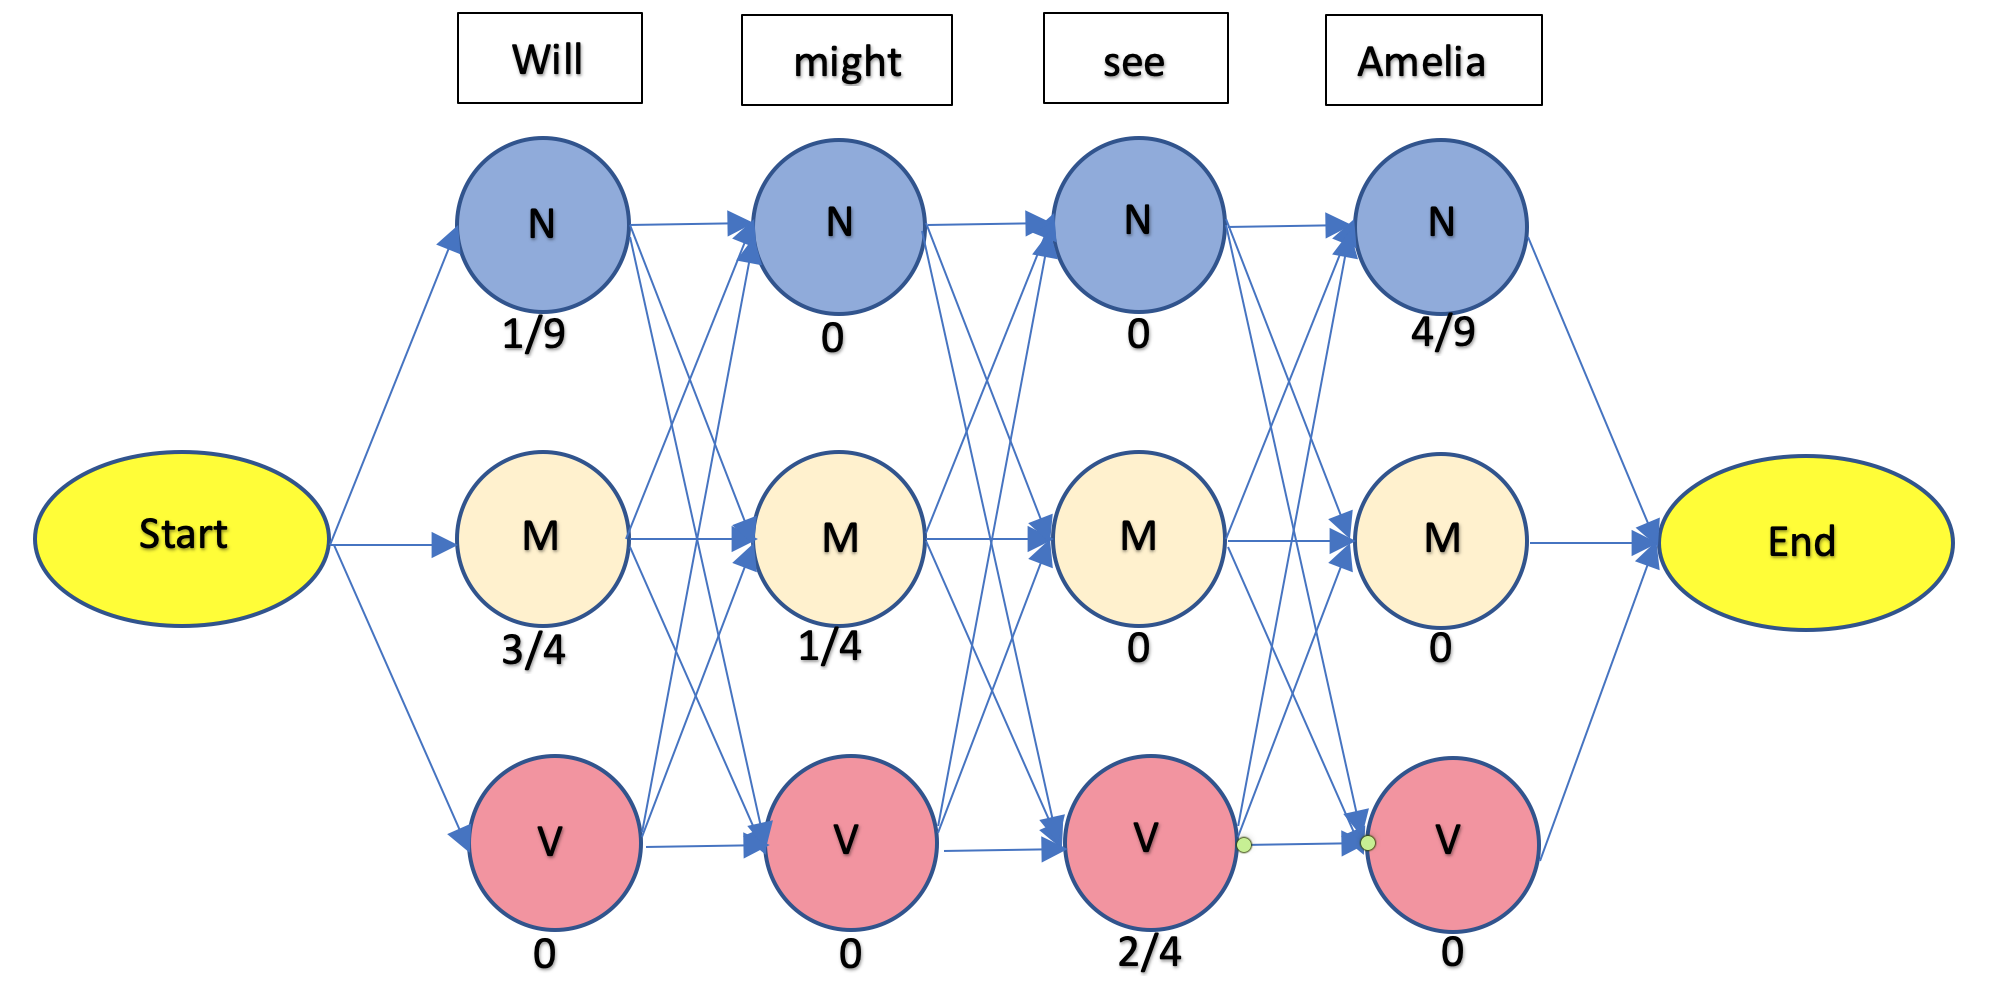 Will might see Amelia
N N N N
1/9 0 0 4/9
Start M M M M End
3/4 1/4 0 0
V V V V
0 0 2/4 0